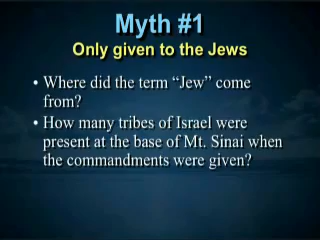 Myth #1
Only given to the Jews
• Where did the term “Jew” come
from?
• How many tribes of Israel were
present at the base of Mt. Sinai when
the commandments were given?